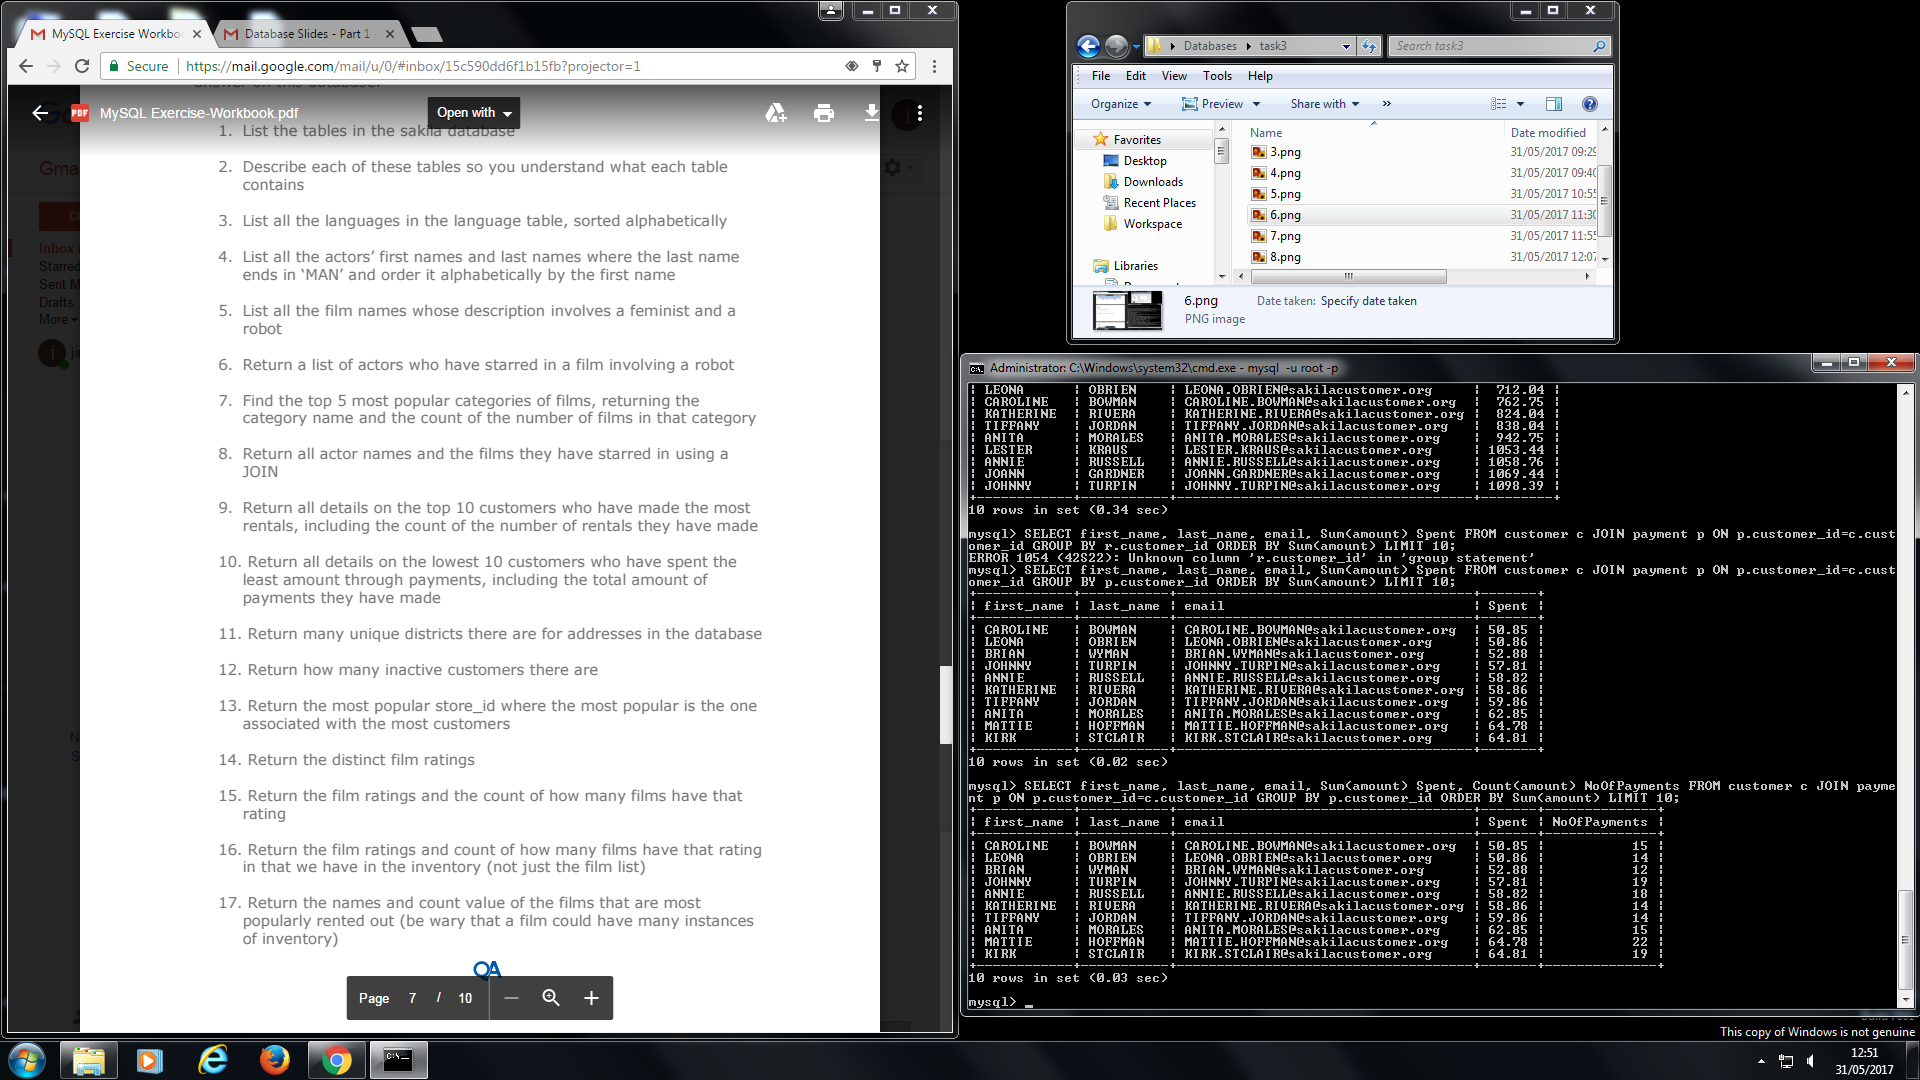 MySQL Exercise Workbo
Database Slides - Part 1
Secure
https://mail.google.com/mail/u/0/#inbox/15c590dd6f1b15fb?projector=1
MySQL Exercise-Workbook.pdf
Open with
PDF
Gma
Inbox
Starred
Sent M
Drafts
More
1. List the tables in the sakila database
2. Describe each of these tables so you understand what each table
contains
3. List all the languages in the language table, sorted alphabetically
4. List all the actors’ first names and last names where the last name
ends in ‘MAN’ and order it alphabetically by the first name
5. List all the film names whose description involves a feminist and a
robot
6. Return a list of actors who have starred in a film involving a robot
7. Find the top 5 most popular categories of films, returning the
category name and the count of the number of films in that category
8. Return all actor names and the films they have starred in using a
JOIN
9. Return all details on the top 10 customers who have made the most
rentals, including the count of the number of rentals they have made
10. Return all details on the lowest 10 customers who have spent the
least amount through payments, including the total amount of
payments they have made
11. Return many unique districts there are for addresses in the database
12. Return how many inactive customers there are
13. Return the most popular store_id where the most popular is the one
associated with the most customers
14. Return the distinct film ratings
15. Return the film ratings and the count of how many films have that
rating
16. Return the film ratings and count of how many films have that rating
in that we have in the inventory (not just the film list)
17. Return the names and count value of the films that are most
popularly rented out (be wary that a film could have many instances
of inventory)
QA
Page 7 / 10
Databases task3
Search task3
File Edit View Tools Help
Organize Preview Share with »
Favorites
Desktop
Downloads
Recent Places
Workspace
Libraries
Name Date modified
3.png 31/05/2017 09:29
4.png 31/05/2017 09:40
5.png 31/05/2017 10:55
6.png 31/05/2017 11:30
7.png 31/05/2017 11:55
8.png 31/05/2017 12:07
6.png Date taken: Specify date taken
PNG image
Administrator: C:\Windows\system32\cmd.exe - mysql -u root -p
| LEONA | OBRIEN | LEONA.OBRIEN@sakilacustomer.org | 712.04 |
| CAROLINE | BOWMAN | CAROLINE.BOWMAN@sakilacustomer.org | 762.75 |
| KATHERINE | RIVERA | KATHERINE.RIVERA@sakilacustomer.org | 824.04 |
| TIFFANY | JORDAN | TIFFANY.JORDAN@sakilacustomer.org | 838.04 |
| ANITA | MORALES | ANITA.MORALES@sakilacustomer.org | 942.75 |
| LESTER | KRAUS | LESTER.KRAUS@sakilacustomer.org | 1053.44 |
| ANNIE | RUSSELL | ANNIE.RUSSELL@sakilacustomer.org | 1058.76 |
| JOANN | GARDNER | JOANN.GARDNER@sakilacustomer.org | 1069.44 |
| JOHNNY | TURPIN | JOHNNY.TURPIN@sakilacustomer.org | 1098.39 |
10 rows in set (0.34 sec)
mysql> SELECT first_name, last_name, email, Sum(amount) Spent FROM customer c JOIN payment p ON p.customer_id=c.cust
omer_id GROUP BY r.customer_id ORDER BY Sum(amount) LIMIT 10;
ERROR 1054 (42S22): Unknown column 'r.customer_id' in 'group statement'
mysql> SELECT first_name, last_name, email, Sum(amount) Spent FROM customer c JOIN payment p ON p.customer_id=c.cust
omer_id GROUP BY p.customer_id ORDER BY Sum(amount) LIMIT 10;
| first_name | last_name | email | Spent |
| CAROLINE | BOWMAN | CAROLINE.BOWMAN@sakilacustomer.org | 50.85 |
| LEONA | OBRIEN | LEONA.OBRIEN@sakilacustomer.org | 50.86 |
| BRIAN | WYMAN | BRIAN.WYMAN@sakilacustomer.org | 52.88 |
| JOHNNY | TURPIN | JOHNNY.TURPIN@sakilacustomer.org | 57.81 |
| ANNIE | RUSSELL | ANNIE.RUSSELL@sakilacustomer.org | 58.82 |
| KATHERINE | RIVERA | KATHERINE.RIVERA@sakilacustomer.org | 58.86 |
| TIFFANY | JORDAN | TIFFANY.JORDAN@sakilacustomer.org | 59.86 |
| ANITA | MORALES | ANITA.MORALES@sakilacustomer.org | 62.85 |
| MATTIE | HOFFMAN | MATTIE.HOFFMAN@sakilacustomer.org | 64.78 |
| KIRK | STCLAIR | KIRK.STCLAIR@sakilacustomer.org | 64.81 |
10 rows in set (0.02 sec)
mysql> SELECT first_name, last_name, email, Sum(amount) Spent, Count(amount) NoOfPayments FROM customer c JOIN payme
nt p ON p.customer_id=c.customer_id GROUP BY p.customer_id ORDER BY Sum(amount) LIMIT 10;
| first_name | last_name | email | Spent | NoOfPayments |
| CAROLINE | BOWMAN | CAROLINE.BOWMAN@sakilacustomer.org | 50.85 | 15 |
| LEONA | OBRIEN | LEONA.OBRIEN@sakilacustomer.org | 50.86 | 14 |
| BRIAN | WYMAN | BRIAN.WYMAN@sakilacustomer.org | 52.88 | 12 |
| JOHNNY | TURPIN | JOHNNY.TURPIN@sakilacustomer.org | 57.81 | 19 |
| ANNIE | RUSSELL | ANNIE.RUSSELL@sakilacustomer.org | 58.82 | 18 |
| KATHERINE | RIVERA | KATHERINE.RIVERA@sakilacustomer.org | 58.86 | 14 |
| TIFFANY | JORDAN | TIFFANY.JORDAN@sakilacustomer.org | 59.86 | 14 |
| ANITA | MORALES | ANITA.MORALES@sakilacustomer.org | 62.85 | 15 |
| MATTIE | HOFFMAN | MATTIE.HOFFMAN@sakilacustomer.org | 64.78 | 22 |
| KIRK | STCLAIR | KIRK.STCLAIR@sakilacustomer.org | 64.81 | 19 |
10 rows in set (0.03 sec)
mysql> _
This copy of Windows is not genuine
12:51
31/05/2017